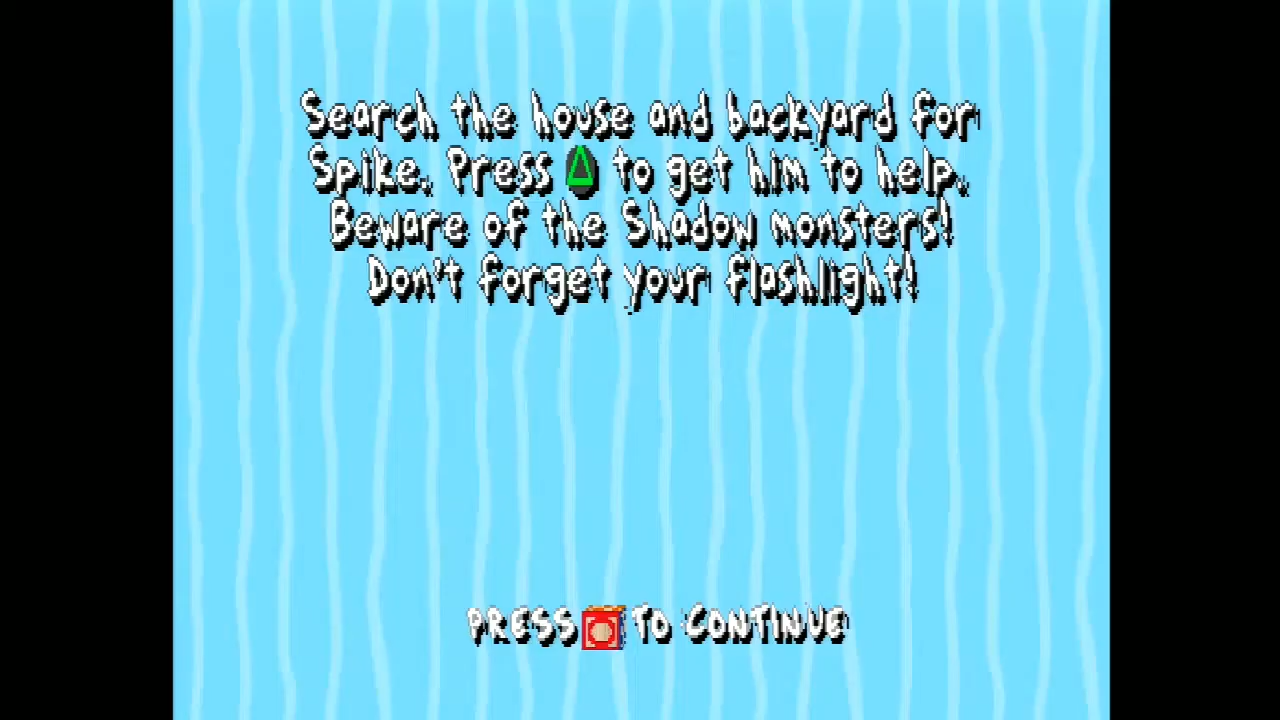 Search the house and backyard for
Spike. Press △ to get him to help.
Beware of the Shadow monsters!
Don't forget your flashlight!
PRESS TO CONTINUE